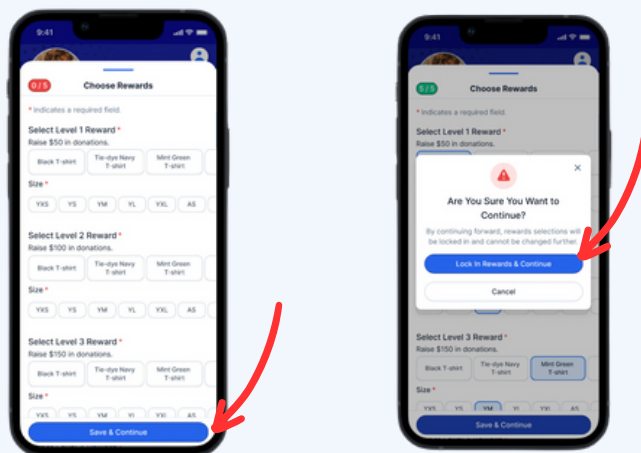 9:41
0/5
Choose Rewards
* Indicates a required field.
Select Level 1 Reward *
Raise $50 in donations.
Black T-shirt
Tie-dye Navy
T-shirt
Mint Green
T-shirt
Size *
YXS YS YM YL YXL AS
Select Level 2 Reward *
Raise $100 in donations.
Black T-shirt
Tie-dye Navy
T-shirt
Mint Green
T-shirt
Size *
YXS YS YM YL YXL AS
Select Level 3 Reward *
Raise $150 in donations.
Black T-shirt
Tie-dye Navy
T-shirt
Mint Green
T-shirt
Size *
YXS YS YM YL YXL AS
Save & Continue
9:41
5/5
Choose Rewards
* Indicates a required field.
Select Level 1 Reward *
Raise $50 in donations.
Are You Sure You Want to
Continue?
By continuing forward, rewards selections will
be locked in and cannot be changed further.
Lock In Rewards & Continue
Cancel
Select Level 3 Reward *
Raise $150 in donations.
Black T-shirt
Tie-dye Navy
T-shirt
Mint Green
T-shirt
Size *
YXS YS YM YL YXL AS
Save & Continue